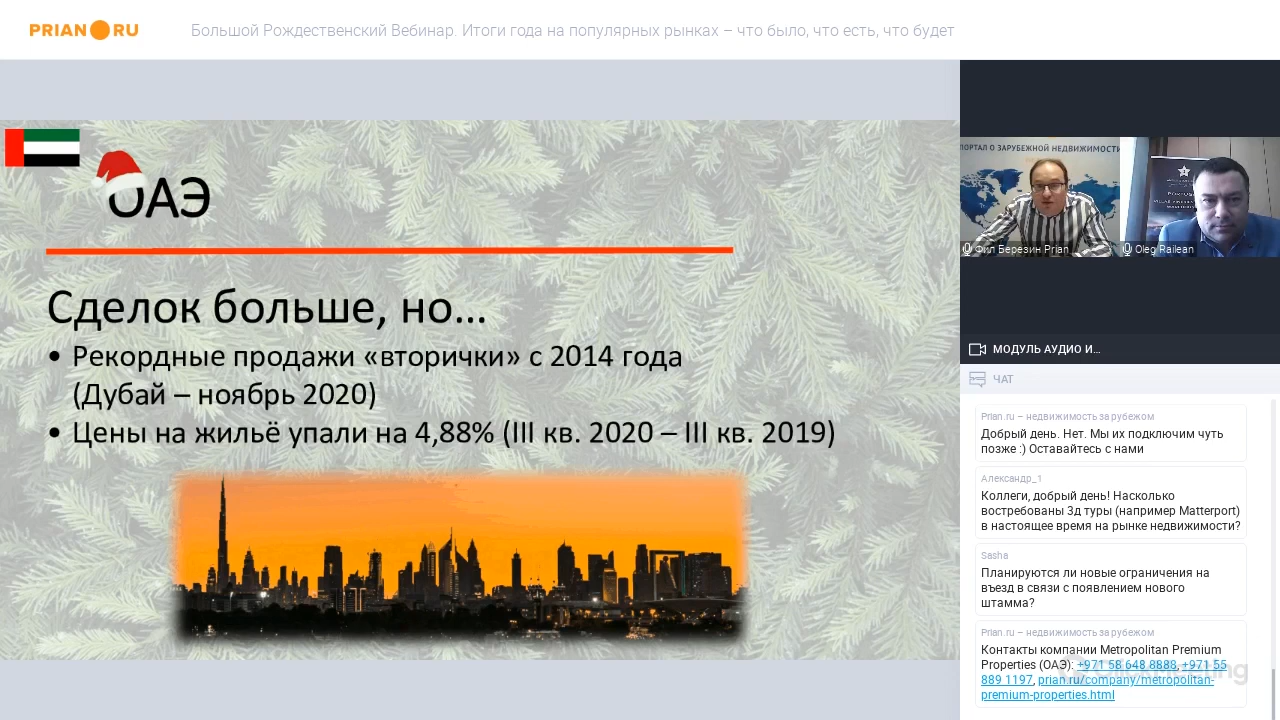 PRIAN RU
Большой Рождественский Вебинар. Итоги года на популярных рынках – что было, что есть, что будет
ОАЭ
Сделок больше, но...
• Рекордные продажи «вторички» с 2014 года
(Дубай – ноябрь 2020)
• Цены на жильё упали на 4,88% (III кв. 2020 – III кв. 2019)
ПОРТАЛ О ЗАРУБЕЖНОЙ НЕДВИЖИМОСТИ
Фил Березин Prian
Oleg Railean
МОДУЛЬ АУДИО И...
ЧАТ
Prian.ru – недвижимость за рубежом
Добрый день. Нет. Мы их подключим чуть
позже :) Оставайтесь с нами
Александр_1
Коллеги, добрый день! Насколько
востребованы 3д туры (например Matterport)
в настоящее время на рынке недвижимости?
Sasha
Планируются ли новые ограничения на
въезд в связи с появлением нового
штамма?
Prian.ru – недвижимость за рубежом
Контакты компании Metropolitan Premium
Properties (ОАЭ): +971 58 648 8888, +971 55
889 1197, prian.ru/company/metropolitan-
premium-properties.html